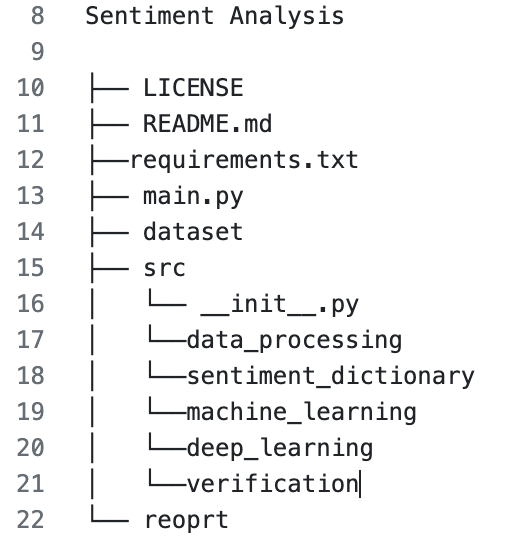 8 Sentiment Analysis
9
10 ├── LICENSE
11 ├── README.md
12 ├──requirements.txt
13 ├── main.py
14 ├── dataset
15 ├── src
16 │   └── __init__.py
17 │   └──data_processing
18 │   └──sentiment_dictionary
19 │   └──machine_learning
20 │   └──deep_learning
21 │   └──verification
22 └── reoprt